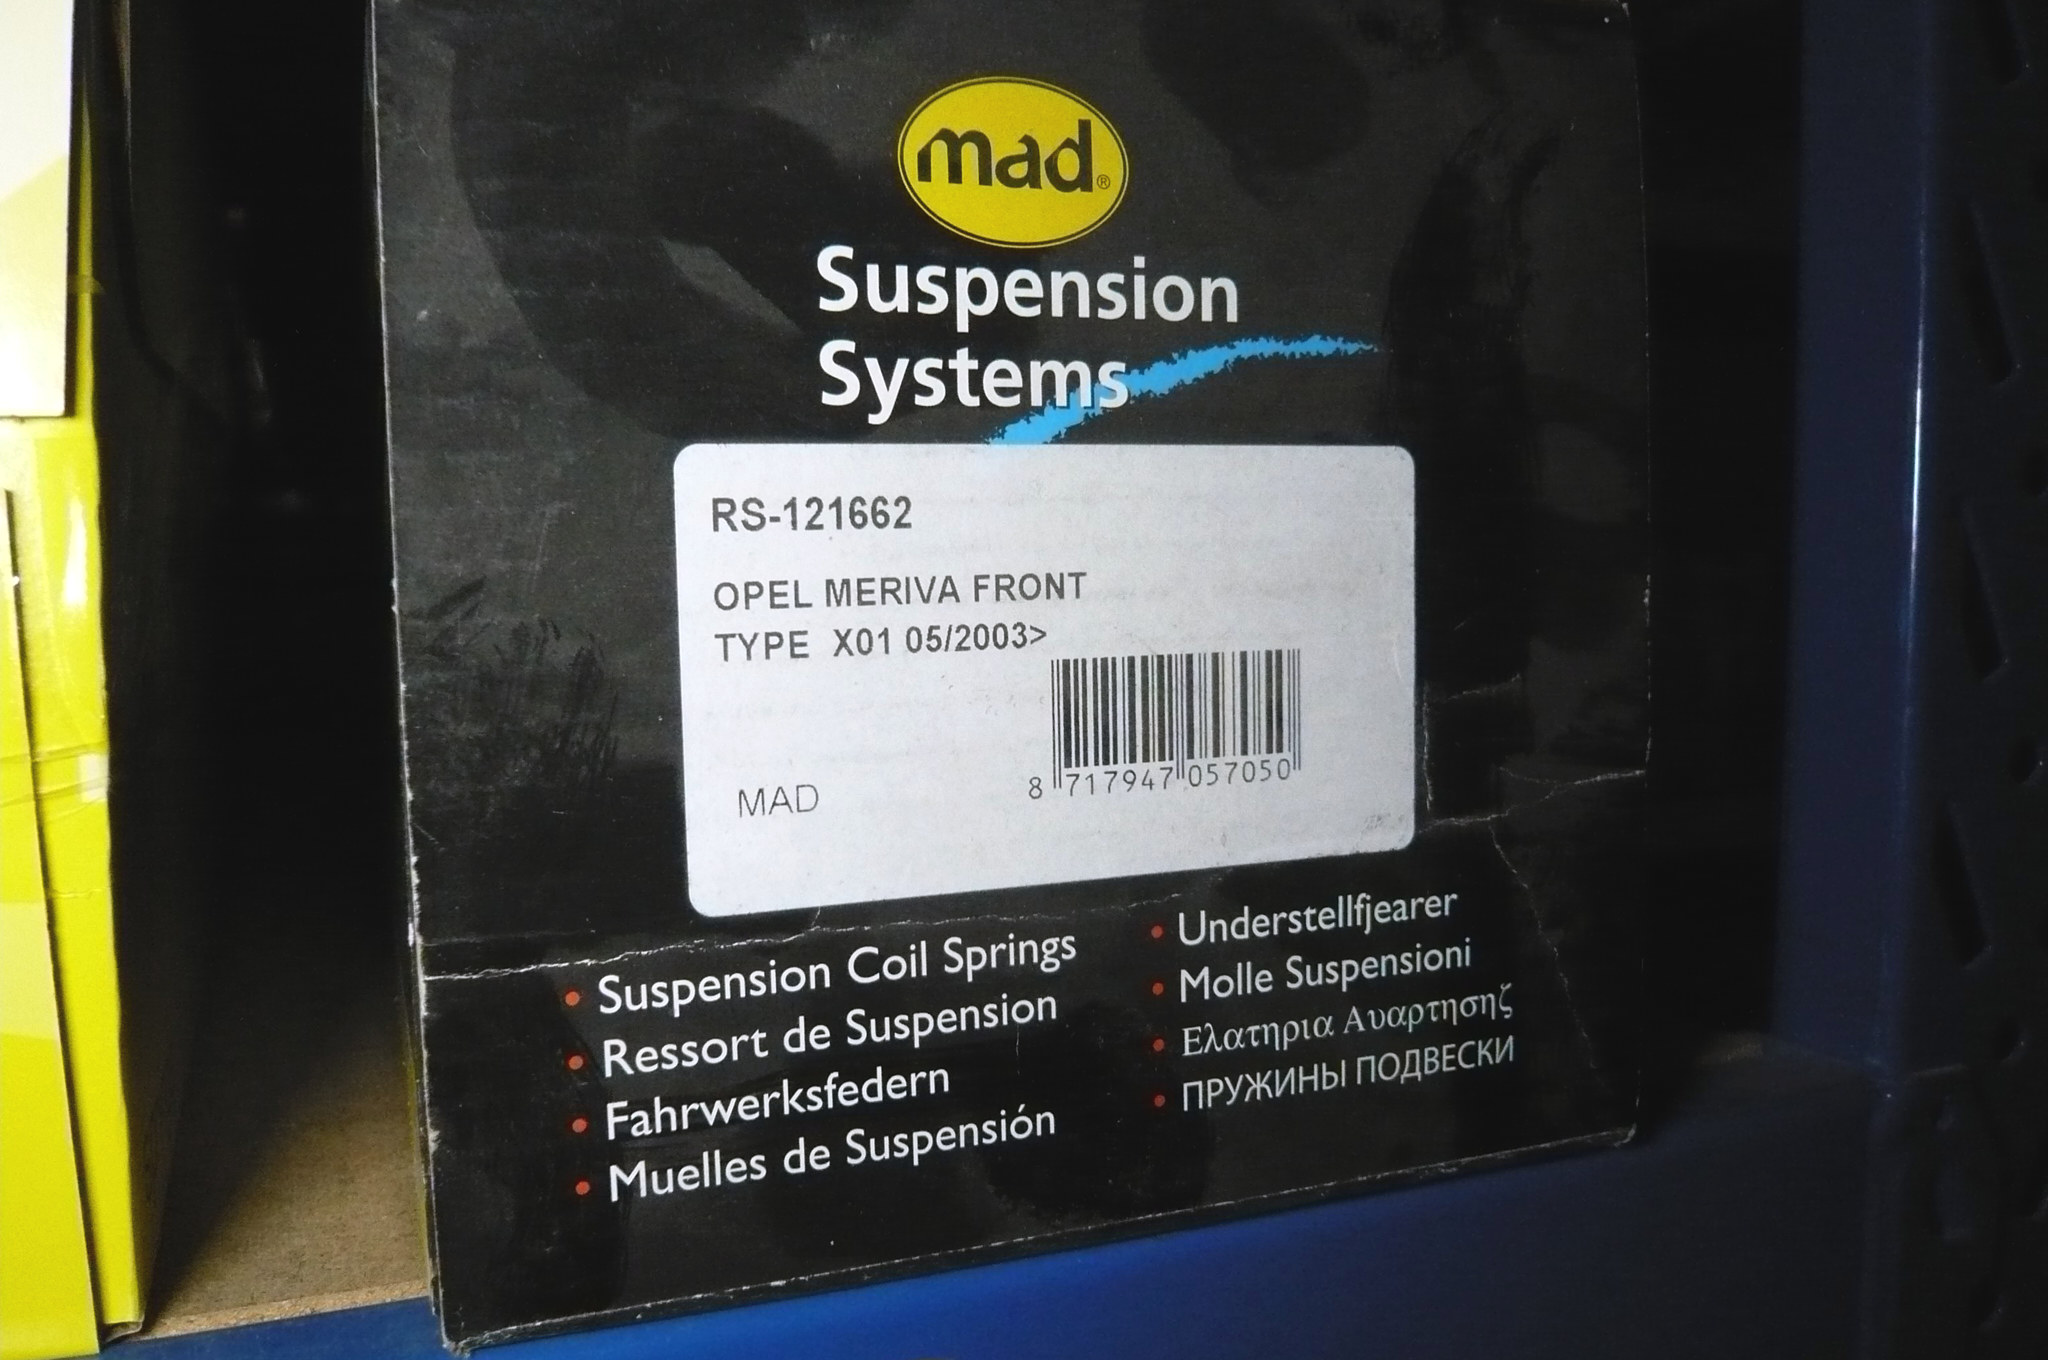 mad®
Suspension
Systems
RS-121662
OPEL MERIVA FRONT
TYPE X01 05/2003>
8 717947 057050
MAD
• Suspension Coil Springs
• Ressort de Suspension
• Fahrwerksfedern
• Muelles de Suspensión
• Understellfjearer
• Molle Suspensioni
• Ελατηρια Αυαρτησηζ
• ПРУЖИНЫ ПОДВЕСКИ